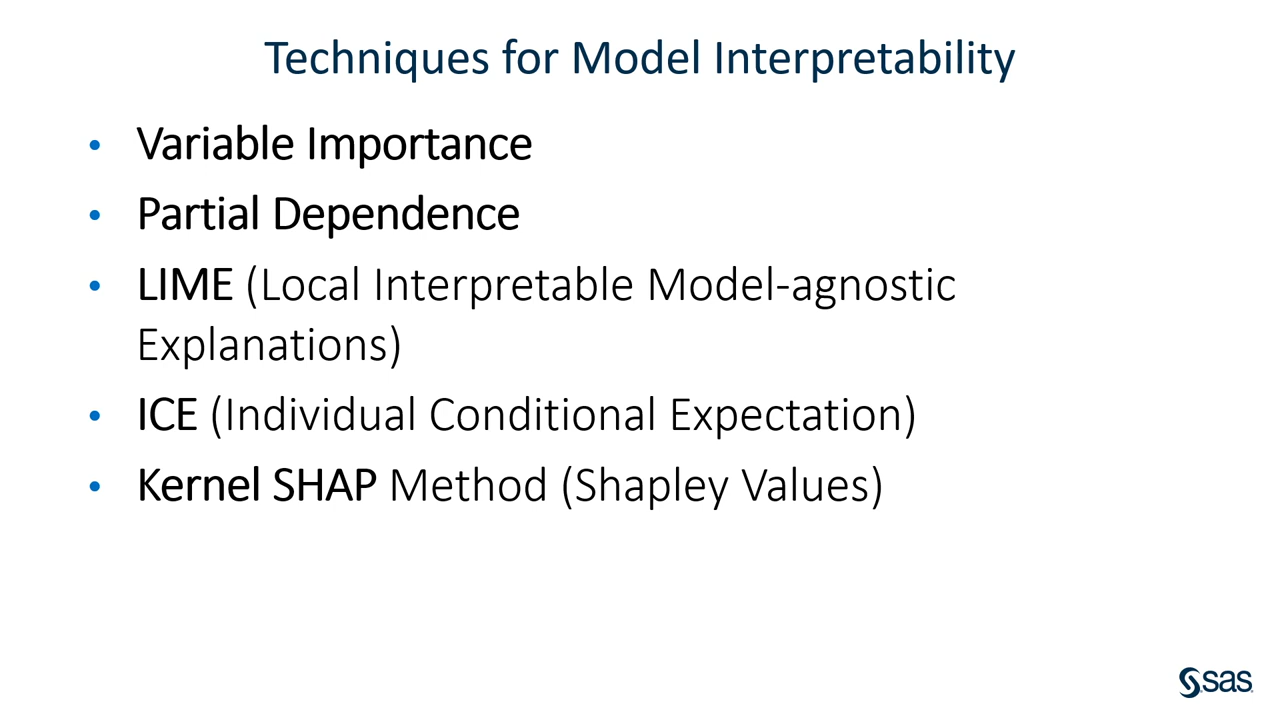 Techniques for Model Interpretability
• Variable Importance
• Partial Dependence
• LIME (Local Interpretable Model-agnostic
Explanations)
• ICE (Individual Conditional Expectation)
• Kernel SHAP Method (Shapley Values)
sas